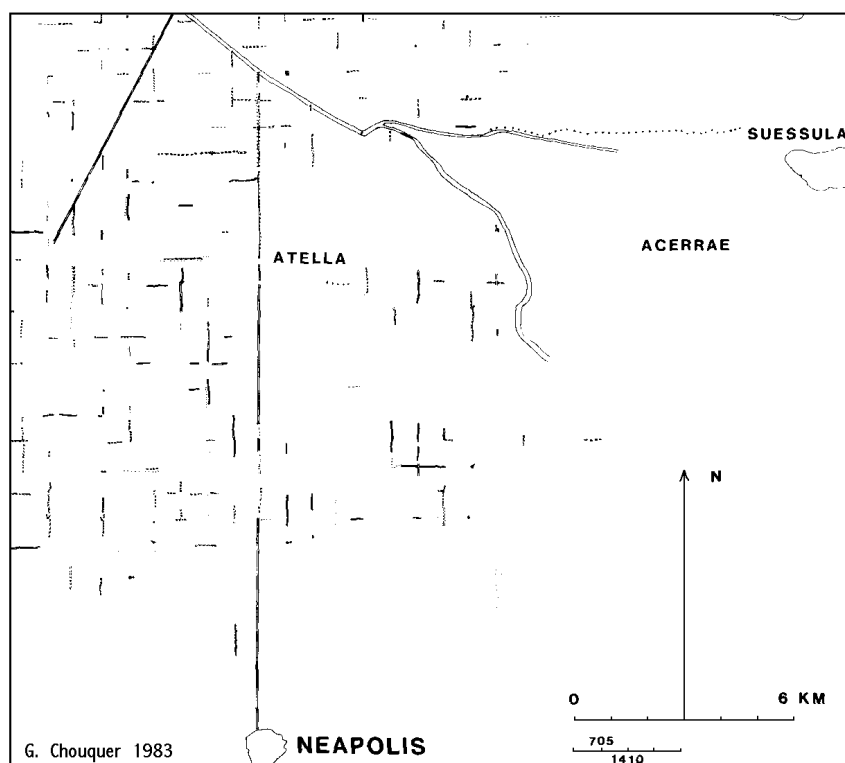 SUESSULA
ACERRAE
ATELLA
N
0 6 KM
705
1410
NEAPOLIS
G. Chouquer 1983